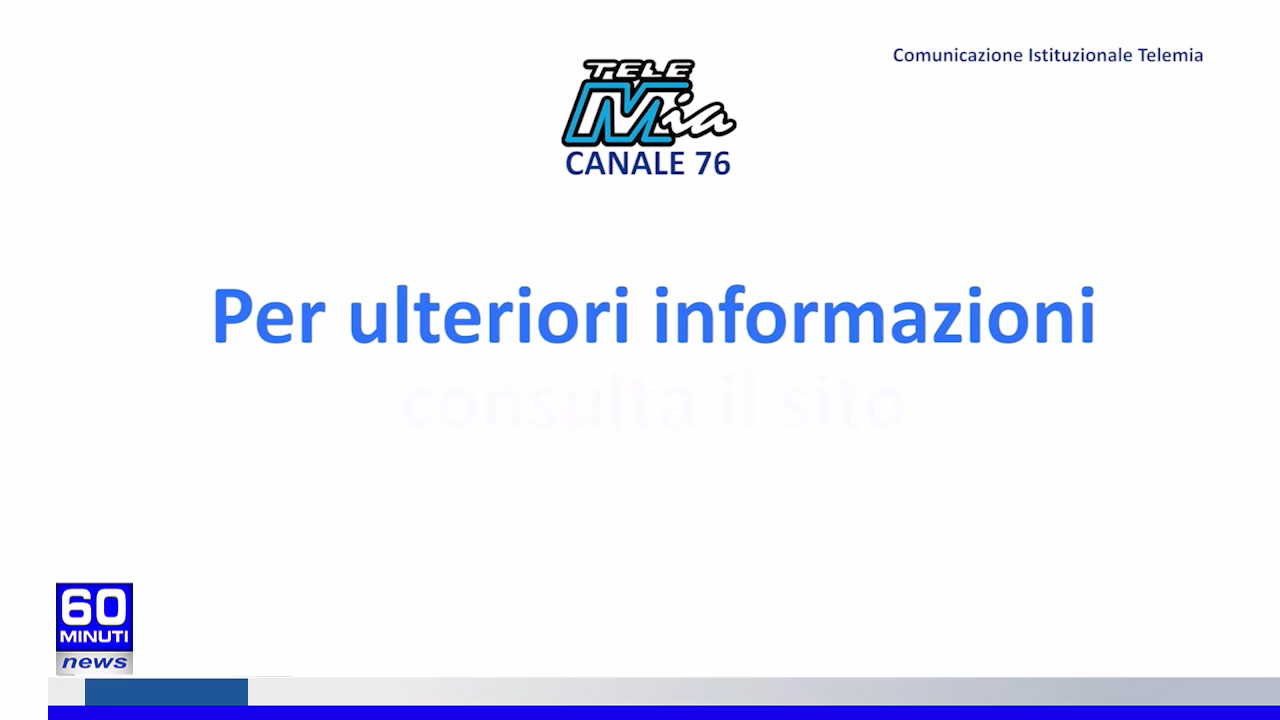 Comunicazione Istituzionale Telemia
TELE
Mia
CANALE 76
Per ulteriori informazioni
consulta il sito
60
MINUTI
news